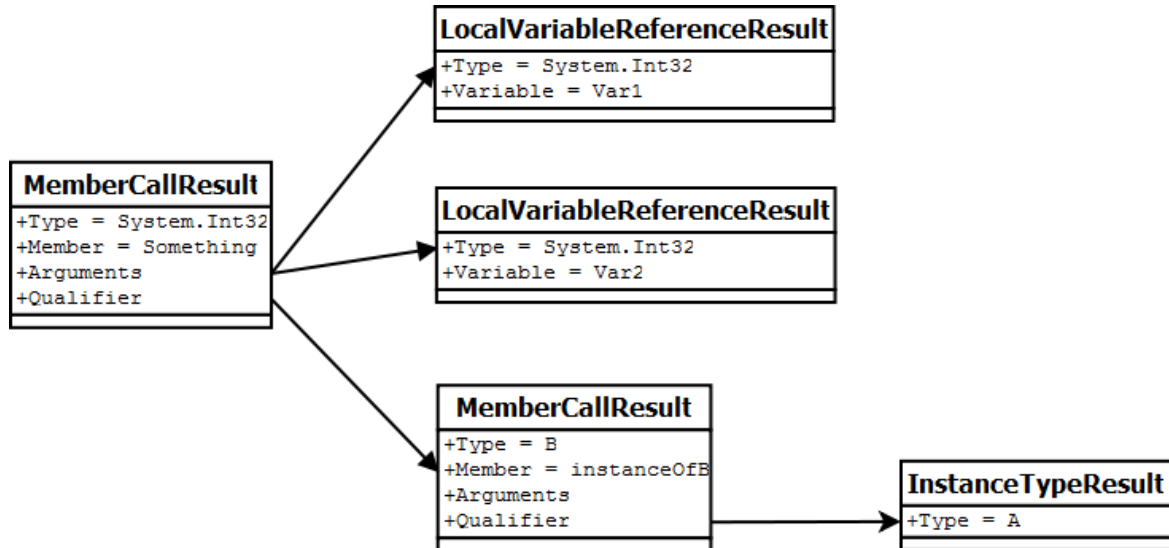 LocalVariableReferenceResult
+Type = System.Int32
+Variable = Var1
MemberCallResult
+Type = System.Int32
+Member = Something
+Arguments
+Qualifier
LocalVariableReferenceResult
+Type = System.Int32
+Variable = Var2
MemberCallResult
+Type = B
+Member = instanceOfB
+Arguments
+Qualifier
InstanceTypeResult
+Type = A